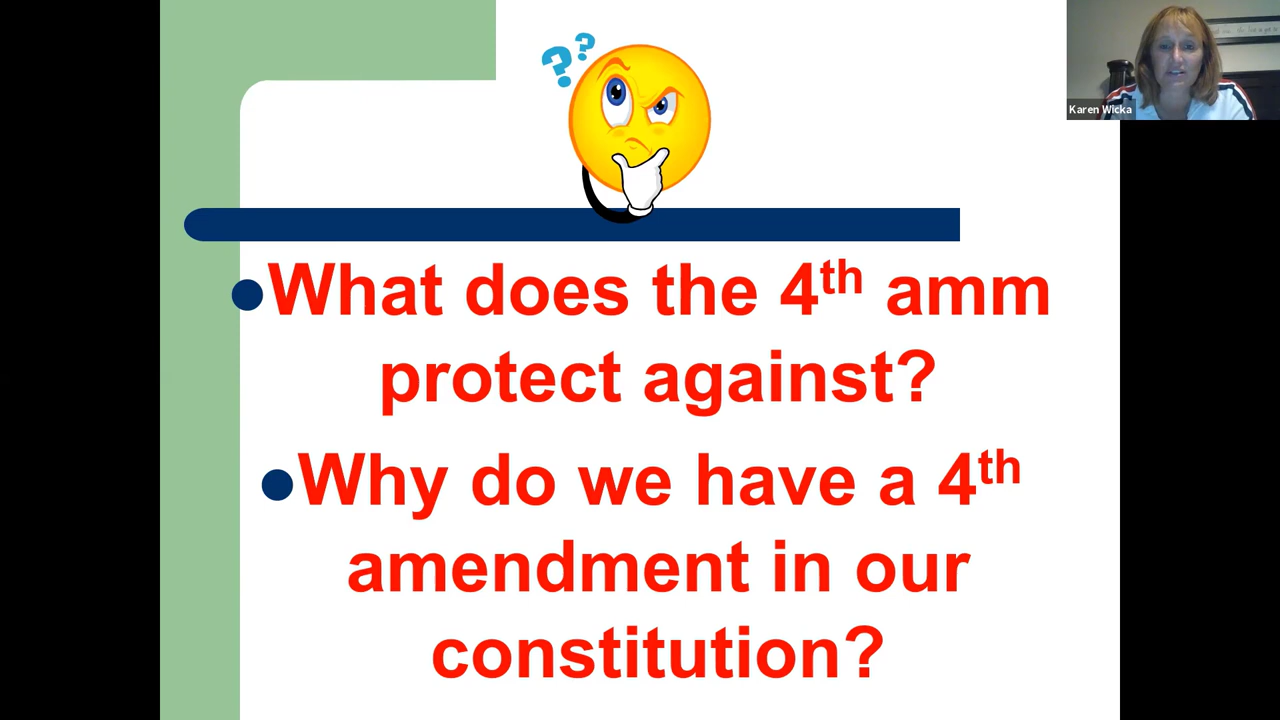 ??
Karen Wicka
•What does the 4th amm
protect against?
•Why do we have a 4th
amendment in our
constitution?